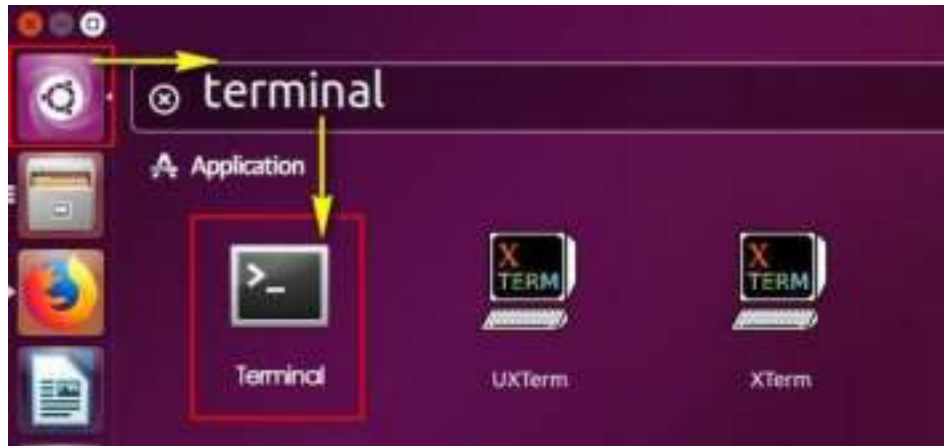 terminal
Application
>_
X
TERM
X
TERM
Terminal
UXTerm
XTerm